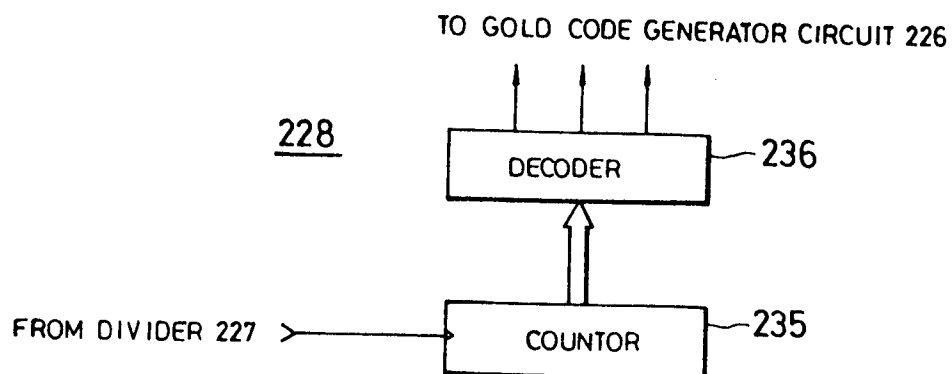 TO GOLD CODE GENERATOR CIRCUIT 226
228
DECODER
236
FROM DIVIDER 227
COUNTOR
235